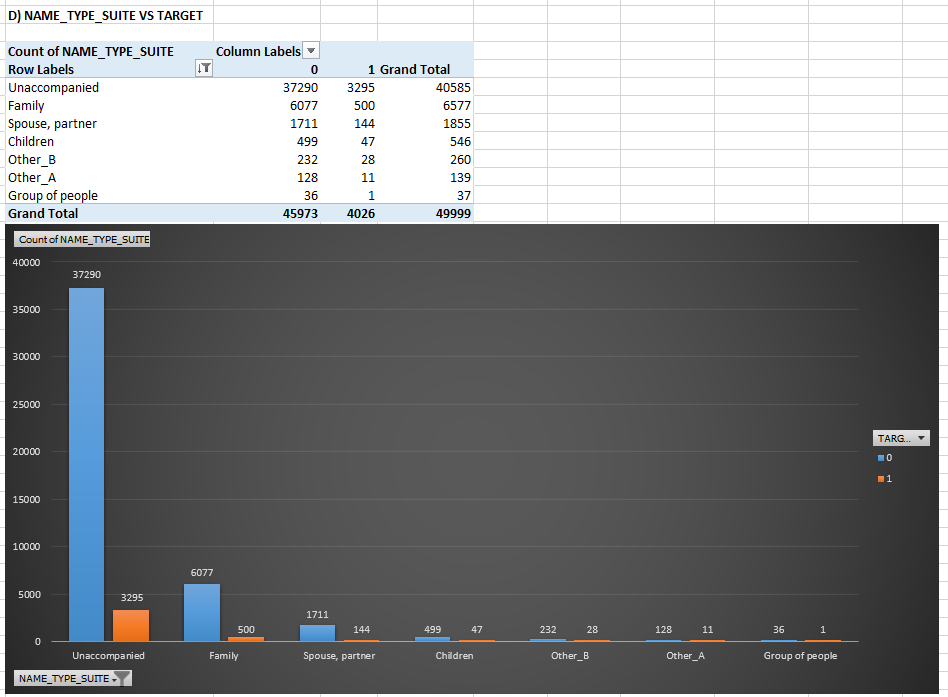 D) NAME_TYPE_SUITE VS TARGET
Count of NAME_TYPE_SUITE Column Labels
Row Labels 0 1 Grand Total
Unaccompanied 37290 3295 40585
Family 6077 500 6577
Spouse, partner 1711 144 1855
Children 499 47 546
Other_B 232 28 260
Other_A 128 11 139
Group of people 36 1 37
Grand Total 45973 4026 49999
Count of NAME_TYPE_SUITE
40000
37290
35000
30000
25000
20000
15000
10000
5000
0
3295
6077
500
1711
144
499
47
232
28
128
11
36
1
Unaccompanied Family Spouse, partner Children Other_B Other_A Group of people
TARG...
0
1
NAME_TYPE_SUITE